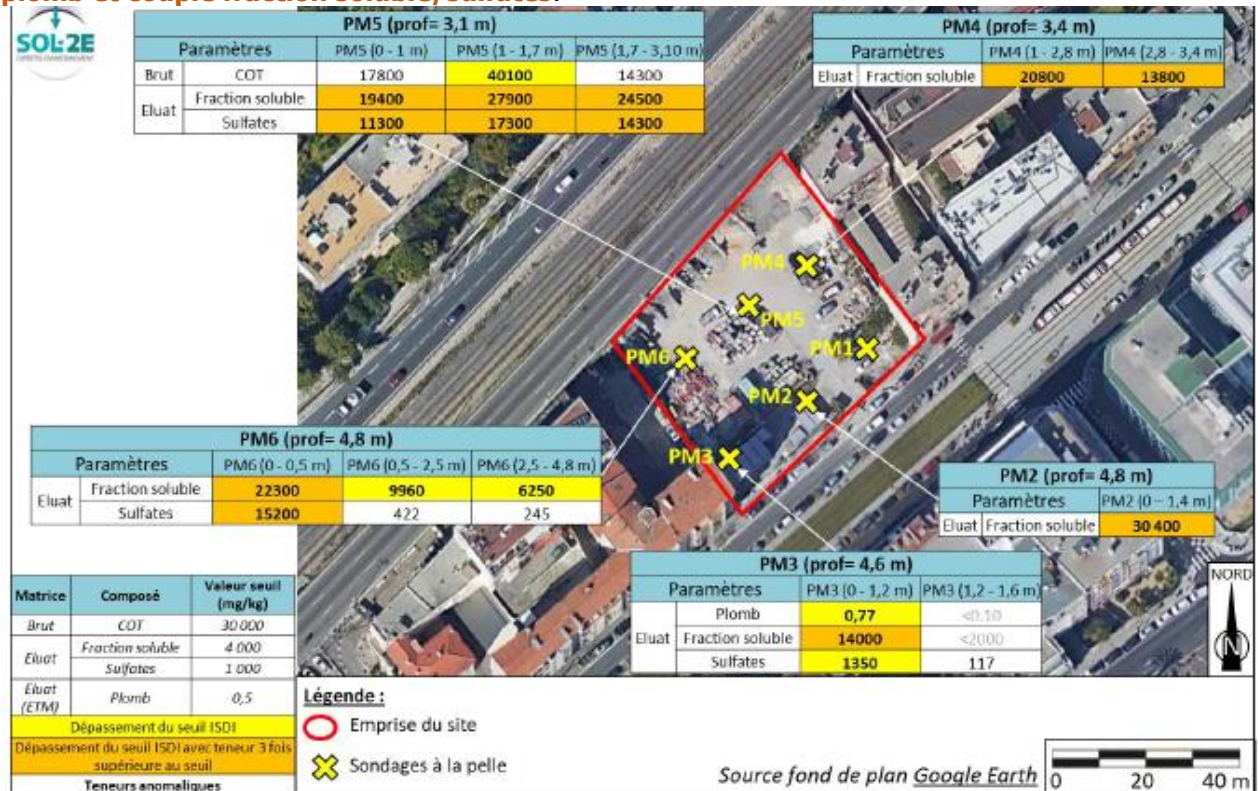 plomb et couple fraction soluble/sulfates.
SOL-2E
PM5 (prof= 3,1 m)
Paramètres PM5 (0 - 1 m) PM5 (1 - 1,7 m) PM5 (1,7 - 3,10 m)
Brut COT 17800 40100 14300
Eluat Fraction soluble 19400 27900 24500
Sulfates 11300 17300 14300
PM4 (prof= 3,4 m)
Paramètres PM4 (1 - 2,8 m) PM4 (2,8 - 3,4 m)
Eluat Fraction soluble 20800 13800
PM4
PM5
PM1
PM6
PM2
PM3
PM6 (prof= 4,8 m)
Paramètres PM6 (0 - 0,5 m) PM6 (0,5 - 2,5 m) PM6 (2,5 - 4,8 m)
Eluat Fraction soluble 22300 9960 6250
Sulfates 15200 422 245
PM2 (prof= 4,8 m)
Paramètres PM2 (0 – 1,4 m)
Eluat Fraction soluble 30 400
PM3 (prof= 4,6 m)
Paramètres PM3 (0 - 1,2 m) PM3 (1,2 - 1,6 m)
Eluat Plomb 0,77 <0.10
Fraction soluble 14000 <2000
Sulfates 1350 117
NORD
N
Matrice Composé Valeur seuil (mg/kg)
Brut COT 30 000
Eluat Fraction soluble 4 000
Sulfates 1 000
Eluat (ETM) Plomb 0,5
Dépassement du seuil ISDI
Dépassement du seuil ISDI avec teneur 3 fois
supérieure au seuil
Teneurs anomaliques
Légende :
Emprise du site
Sondages à la pelle
Source fond de plan Google Earth
0 20 40 m